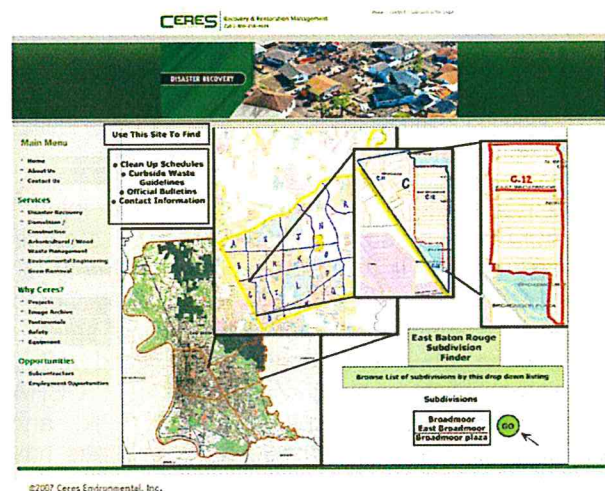 CERES
Recovery & Restoration Management
DISASTER RECOVERY
Main Menu
Home
About Us
Contact Us
Services
Disaster Recovery
Demolition /
Construction
Arboricultural / Wood
Waste Management
Environmental Engineering
Snow Removal
Why Ceres?
Projects
Image Archive
Testimonials
Safety
Equipment
Opportunities
Subcontractors
Employment Opportunities
Use This Site To Find
Clean Up Schedules
Curbside Waste
Guidelines
Official Bulletins
Contact Information
C
G-12
EAST BROADMOOR
BROADMOOR PLAZA
East Baton Rouge
Subdivision
Finder
Browse List of subdivisions by this drop down listing
Subdivisions
Broadmoor
East Broadmoor
Broadmoor plaza
GO
©2007 Ceres Environmental, Inc.